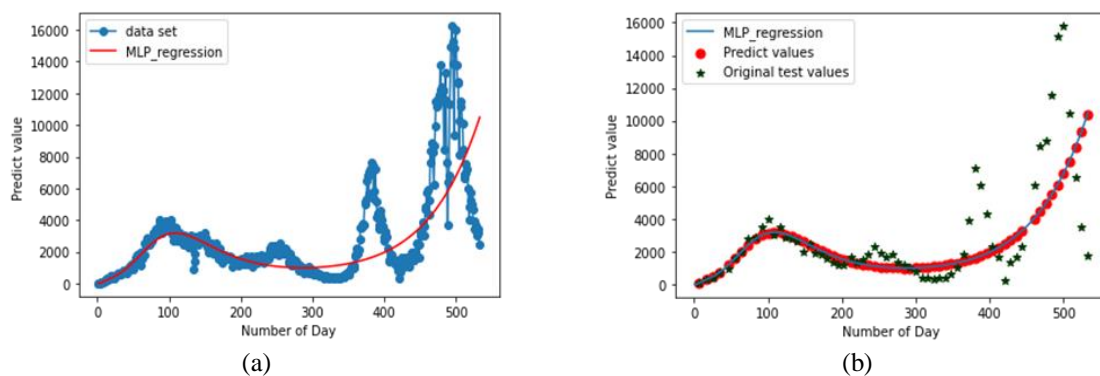 data set
MLP_regression
16000
14000
12000
10000
8000
6000
4000
2000
0
Predict value
0 100 200 300 400 500
Number of Day
(a)
MLP_regression
Predict values
Original test values
16000
14000
12000
10000
8000
6000
4000
2000
0
Predict value
0 100 200 300 400 500
Number of Day
(b)